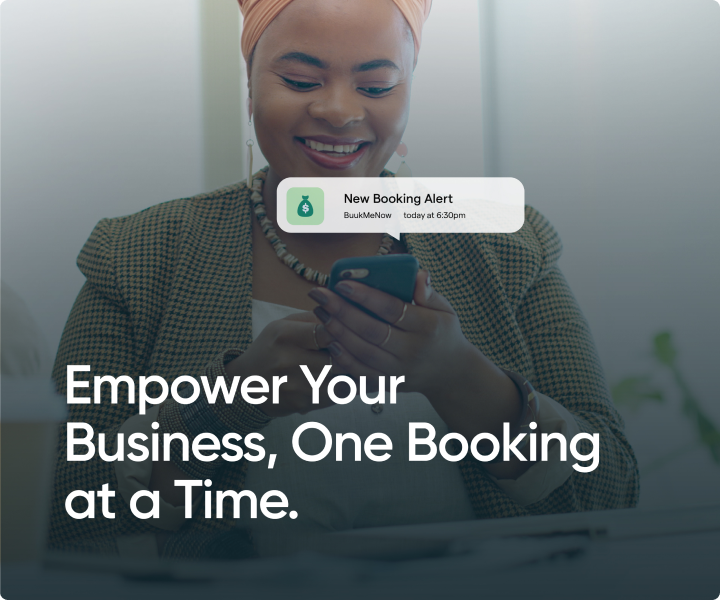 New Booking Alert
BuukMeNow today at 6:30pm
$
Empower Your
Business, One Booking
at a Time.